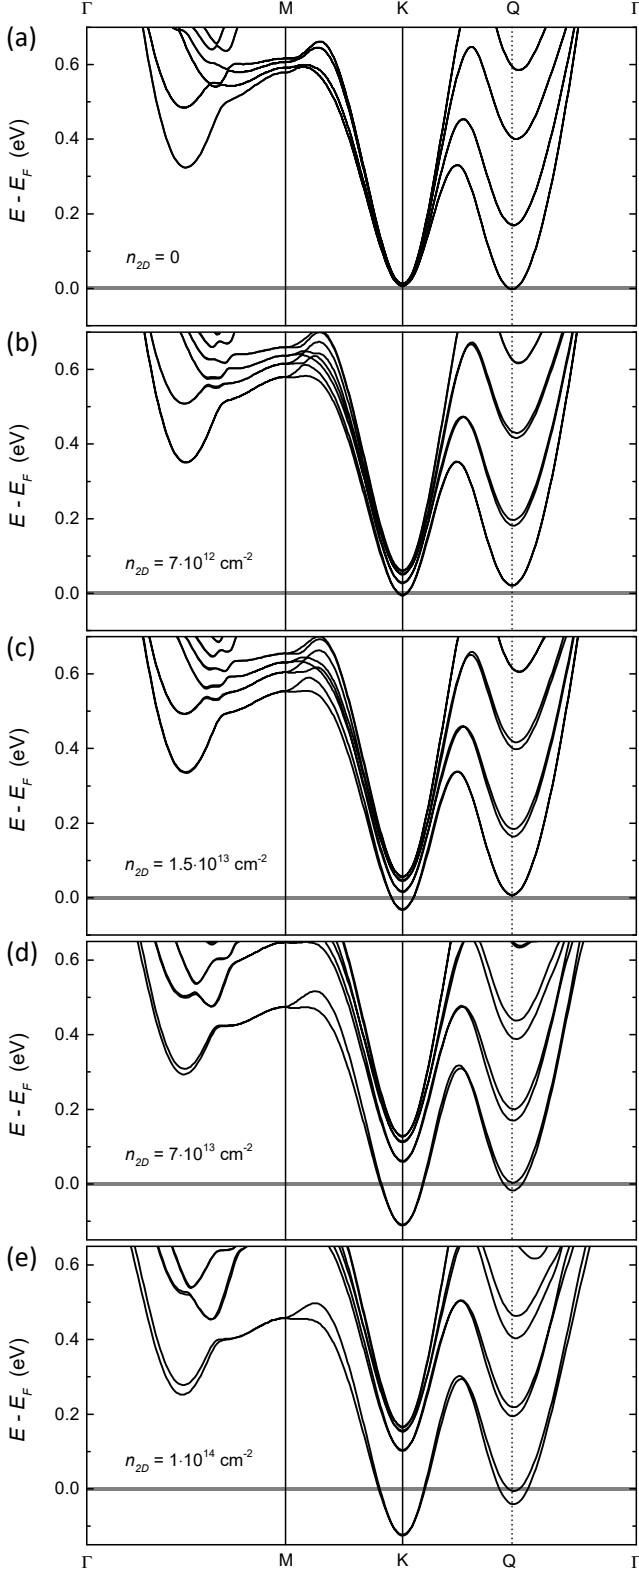 Γ M K Q Γ
(a)
0.6
0.4
0.2
0.0
E - E_F (eV)
n_2D = 0
(b)
0.6
0.4
0.2
0.0
E - E_F (eV)
n_2D = 7·10^12 cm^-2
(c)
0.6
0.4
0.2
0.0
E - E_F (eV)
n_2D = 1.5·10^13 cm^-2
(d)
0.6
0.4
0.2
0.0
E - E_F (eV)
n_2D = 7·10^13 cm^-2
(e)
0.6
0.4
0.2
0.0
E - E_F (eV)
n_2D = 1·10^14 cm^-2
Γ M K Q Γ